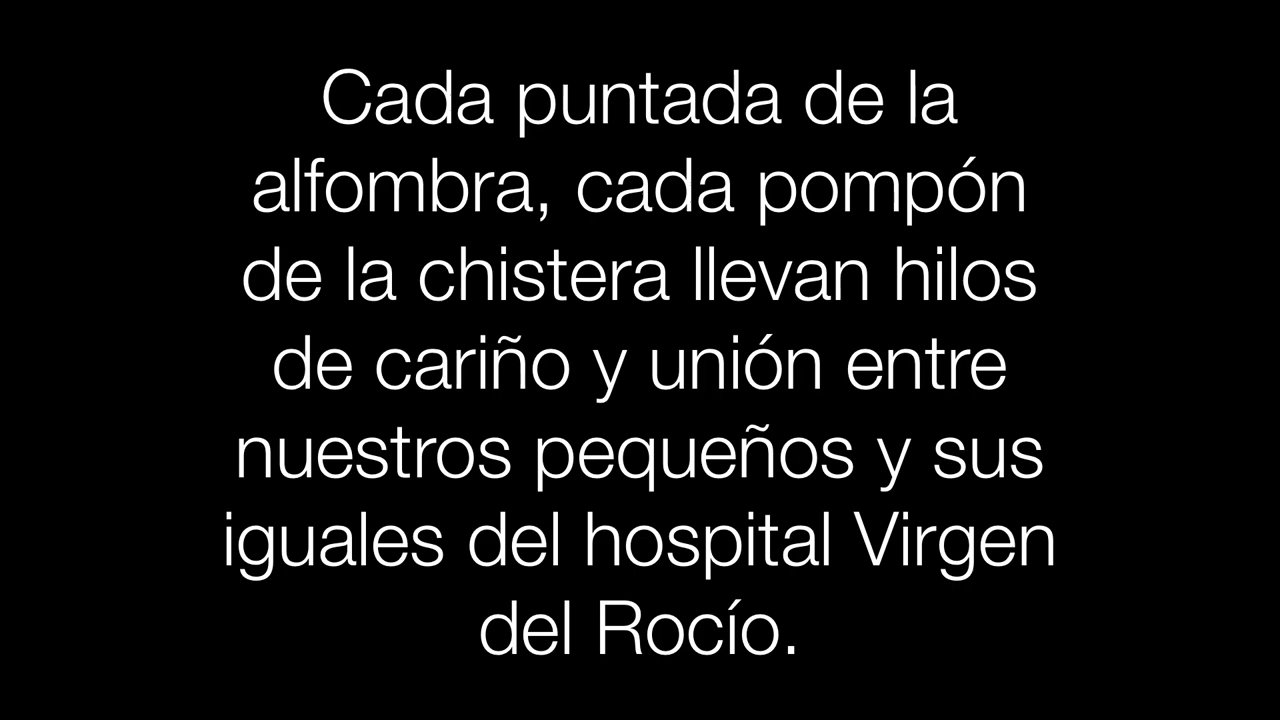 Cada puntada de la
alfombra, cada pompón
de la chistera llevan hilos
de cariño y unión entre
nuestros pequeños y sus
iguales del hospital Virgen
del Rocío.